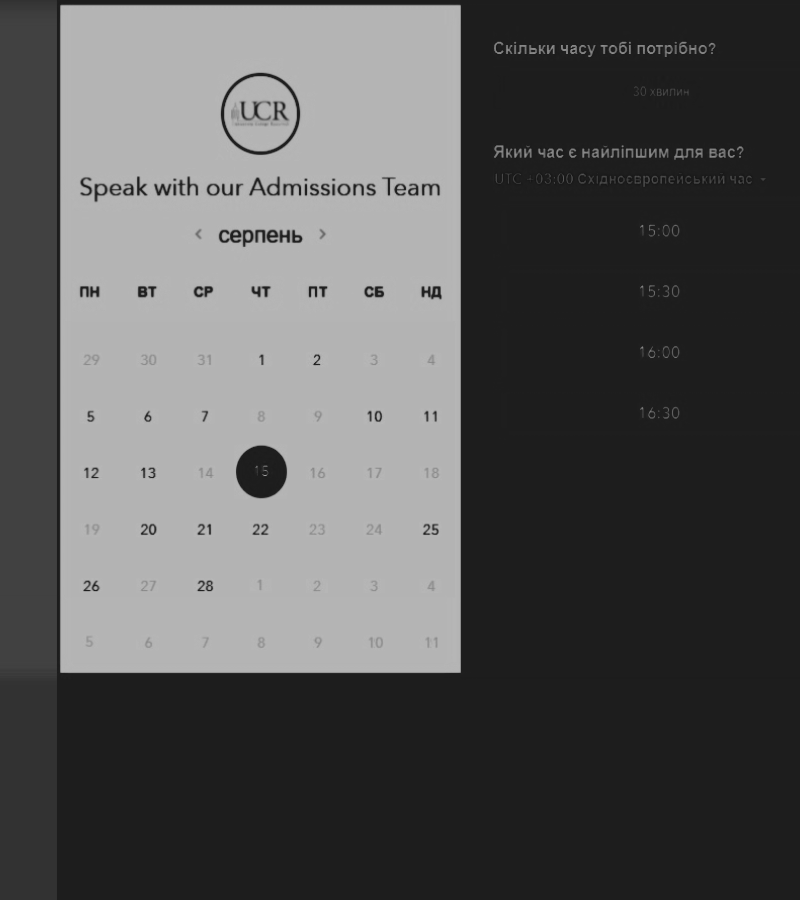 UCR
Speak with our Admissions Team
‹ серпень ›
ПН ВТ СР ЧТ ПТ СБ НД
29 30 31 1 2 3 4
5 6 7 8 9 10 11
12 13 14 15 16 17 18
19 20 21 22 23 24 25
26 27 28 1 2 3 4
5 6 7 8 9 10 11
Скільки часу тобі потрібно?
30 хвилин
Який час є найліпшим для вас?
UTC +03:00 Східноєвропейський час
15:00
15:30
16:00
16:30